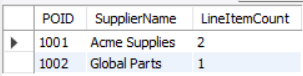 POID SupplierName LineItemCount
1001 Acme Supplies 2
1002 Global Parts 1